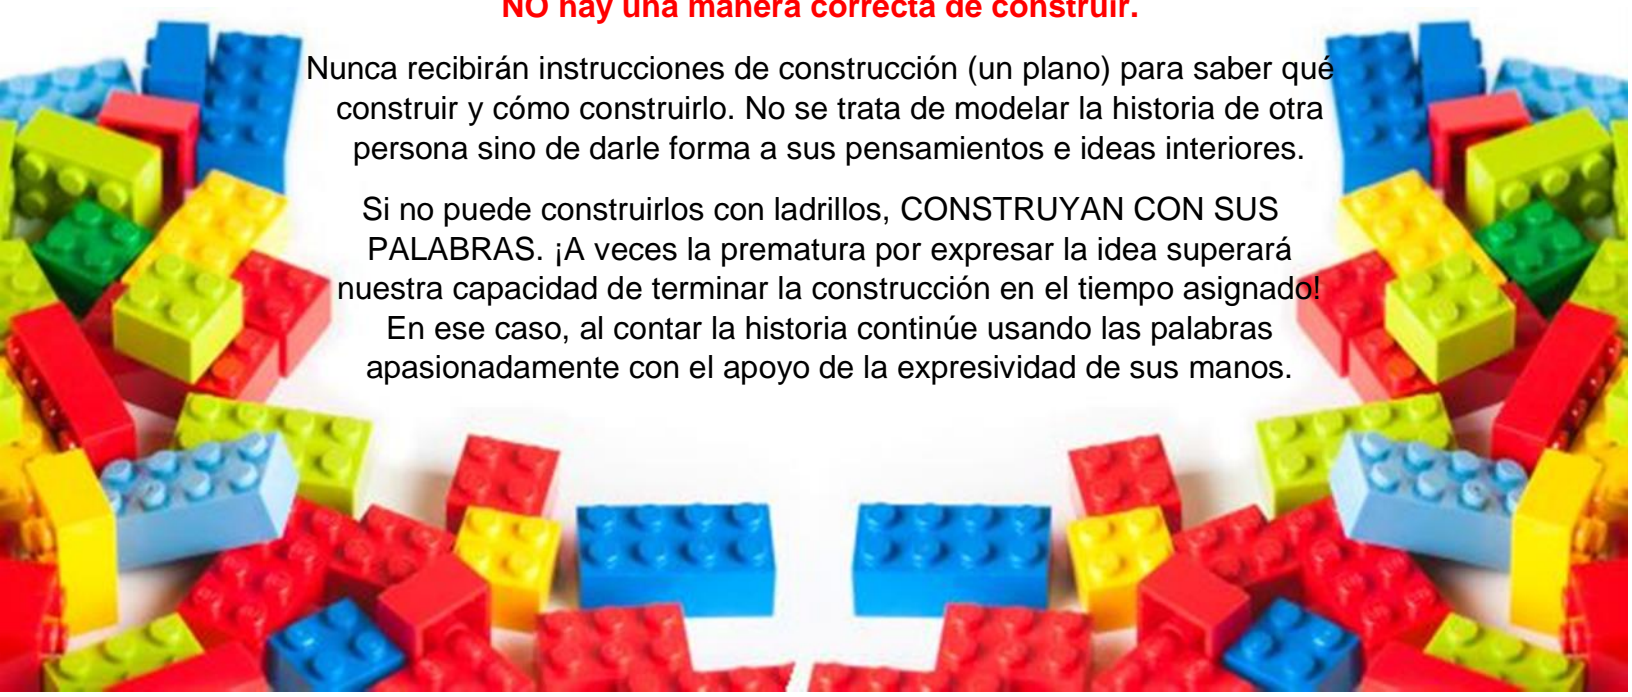 NO hay una manera correcta de construir.
Nunca recibirán instrucciones de construcción (un plano) para saber qué
construir y cómo construirlo. No se trata de modelar la historia de otra
persona sino de darle forma a sus pensamientos e ideas interiores.
Si no puede construirlos con ladrillos, CONSTRUYAN CON SUS
PALABRAS. ¡A veces la prematura por expresar la idea superará
nuestra capacidad de terminar la construcción en el tiempo asignado!
En ese caso, al contar la historia continúe usando las palabras
apasionadamente con el apoyo de la expresividad de sus manos.